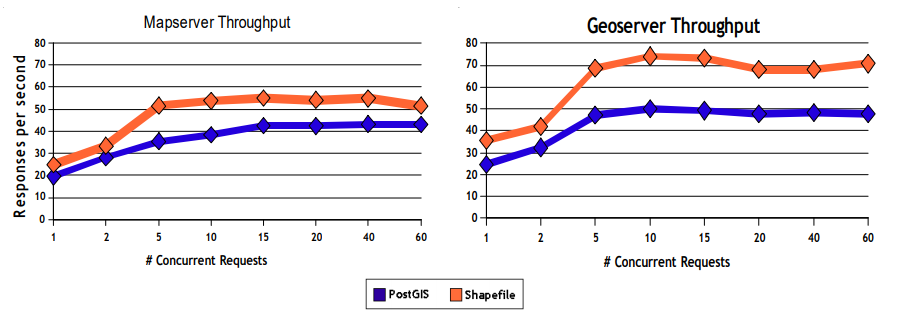 Mapserver Throughput
Responses per second
80
70
60
50
40
30
20
10
0
1 2 5 10 15 20 40 60
# Concurrent Requests
Geoserver Throughput
80
70
60
50
40
30
20
10
0
1 2 5 10 15 20 40 60
# Concurrent Requests
PostGIS Shapefile